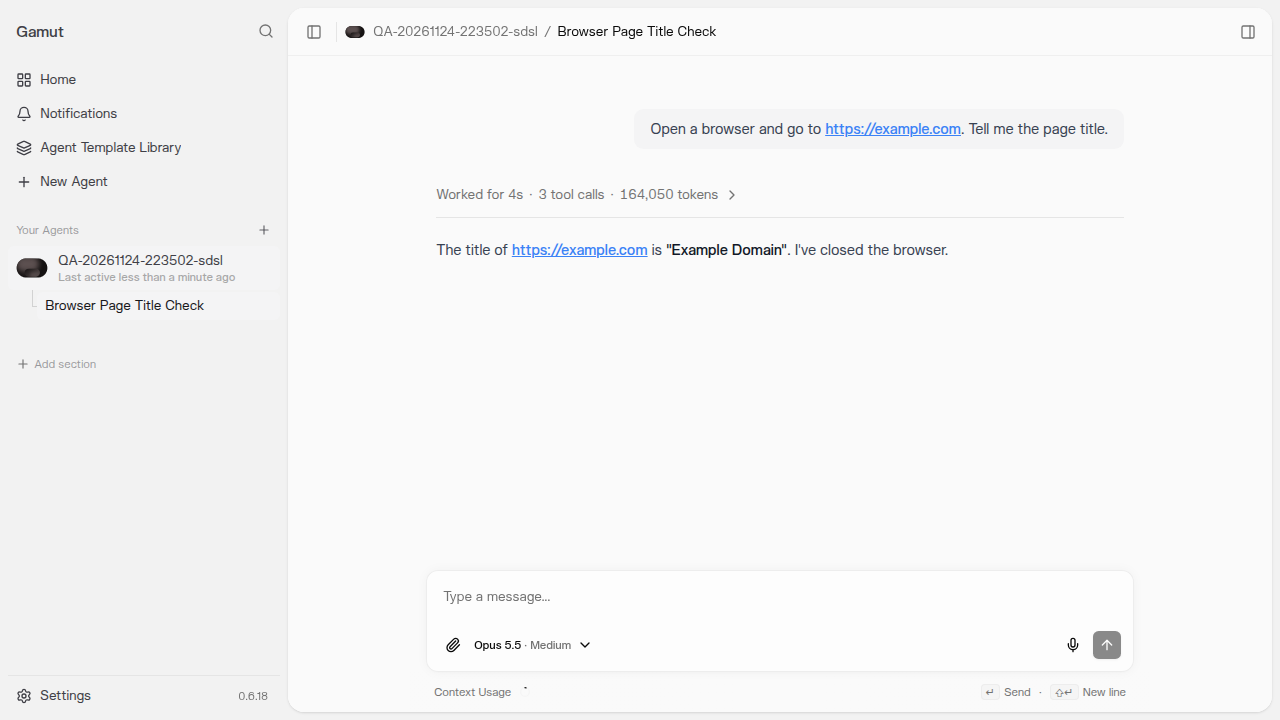 Gamut
Home
Notifications
Agent Template Library
New Agent
Your Agents
QA-20261124-223502-sdsl
Last active less than a minute ago
Browser Page Title Check
Add section
Settings
0.6.18
QA-20261124-223502-sdsl / Browser Page Title Check
Open a browser and go to https://example.com. Tell me the page title.
Worked for 4s · 3 tool calls · 164,050 tokens
The title of https://example.com is "Example Domain". I've closed the browser.
Type a message...
Opus 5.5 · Medium
Context Usage
Send · New line